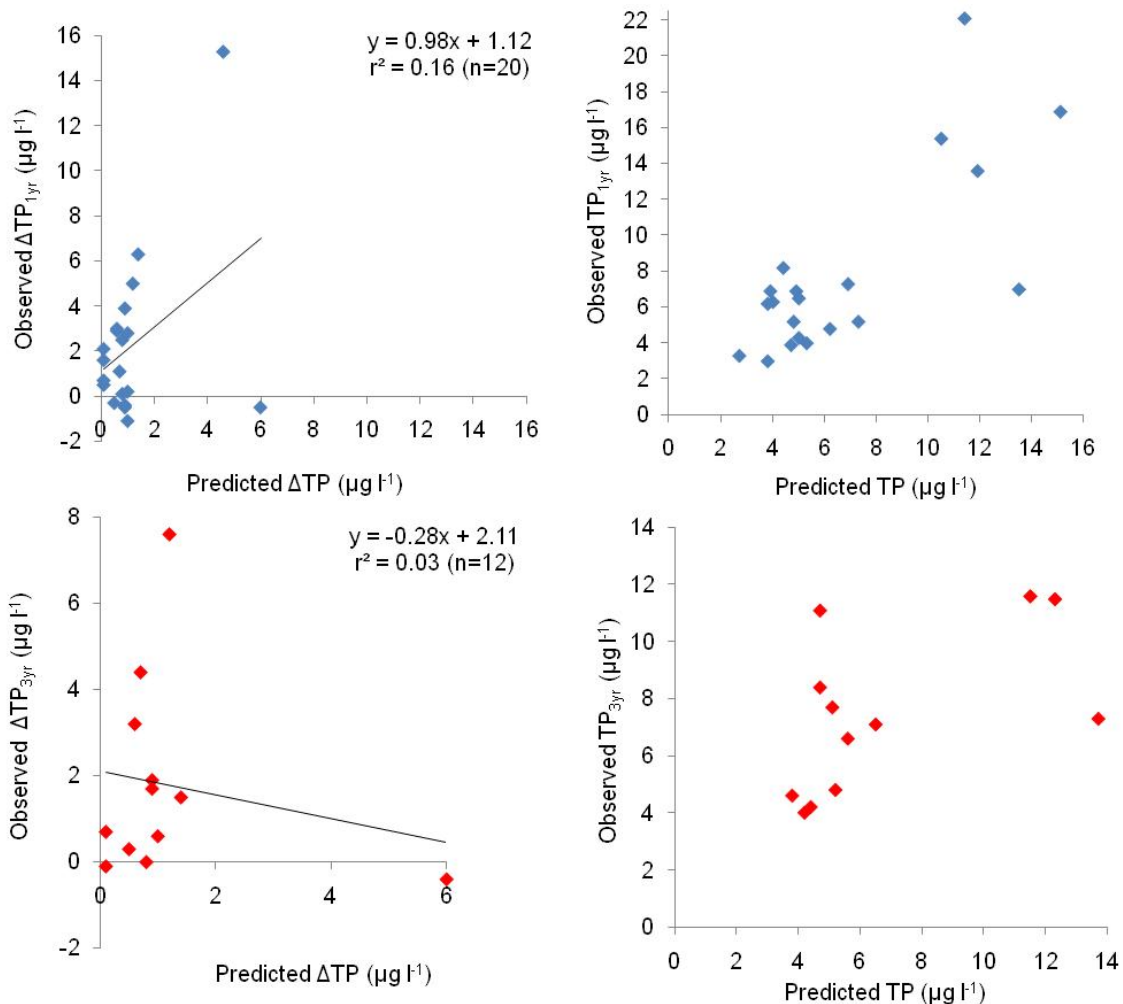 y = 0.98x + 1.12
r² = 0.16 (n=20)
Observed ΔTP1yr (µg l-1)
16
14
12
10
8
6
4
2
0
-2
0 2 4 6 8 10 12 14 16
Predicted ΔTP (µg l-1)
Observed TP1yr (µg l-1)
22
20
18
16
14
12
10
8
6
4
2
0
0 2 4 6 8 10 12 14 16
Predicted TP (µg l-1)
y = -0.28x + 2.11
r² = 0.03 (n=12)
Observed ΔTP3yr (µg l-1)
8
6
4
2
0
-2
0 2 4 6
Predicted ΔTP (µg l-1)
Observed TP3yr (µg l-1)
14
12
10
8
6
4
2
0
0 2 4 6 8 10 12 14
Predicted TP (µg l-1)